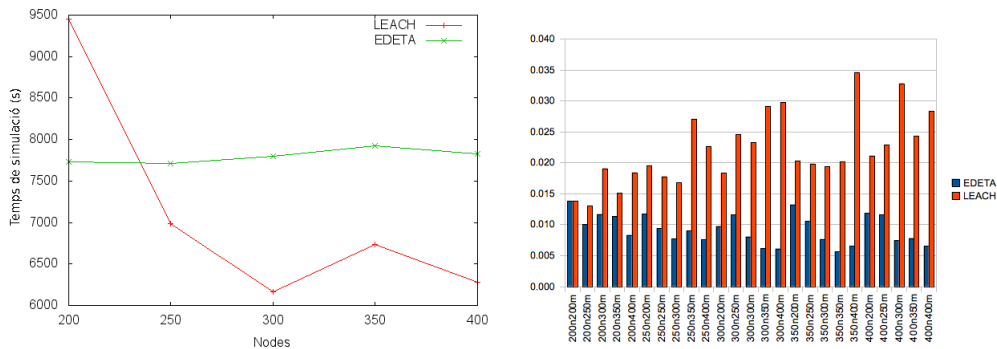 9500
9000
8500
8000
7500
7000
6500
6000
Temps de simulació (s)
LEACH
EDETA
200
250
300
350
400
Nodes
0.040
0.035
0.030
0.025
0.020
0.015
0.010
0.005
0.000
200n200m
200n250m
200n300m
200n350m
200n400m
250n200m
250n250m
250n300m
250n350m
250n400m
300n200m
300n250m
300n300m
300n351m
300n400m
350n200m
350n250m
350n300m
350n350m
350n400m
400n200m
400n251m
400n300m
400n351m
400n400m
EDETA
LEACH